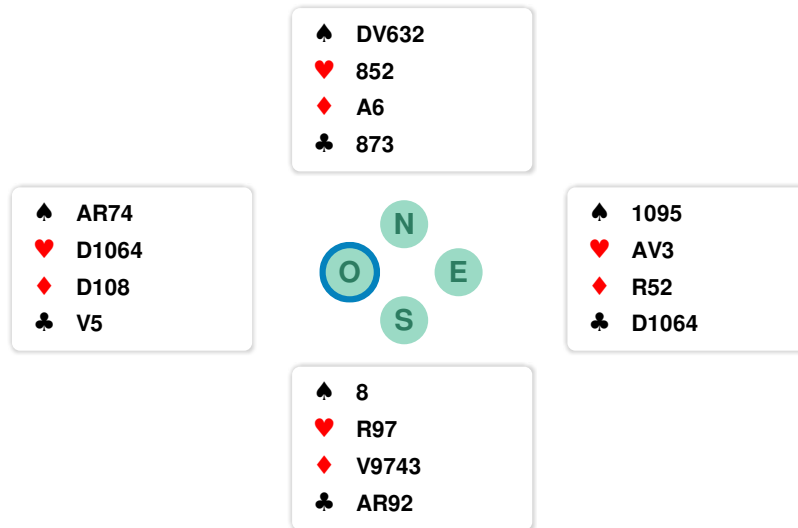 ♠ DV632
♥ 852
♦ A6
♣ 873
♠ AR74
♥ D1064
♦ D108
♣ V5
N
O E
S
♠ 1095
♥ AV3
♦ R52
♣ D1064
♠ 8
♥ R97
♦ V9743
♣ AR92